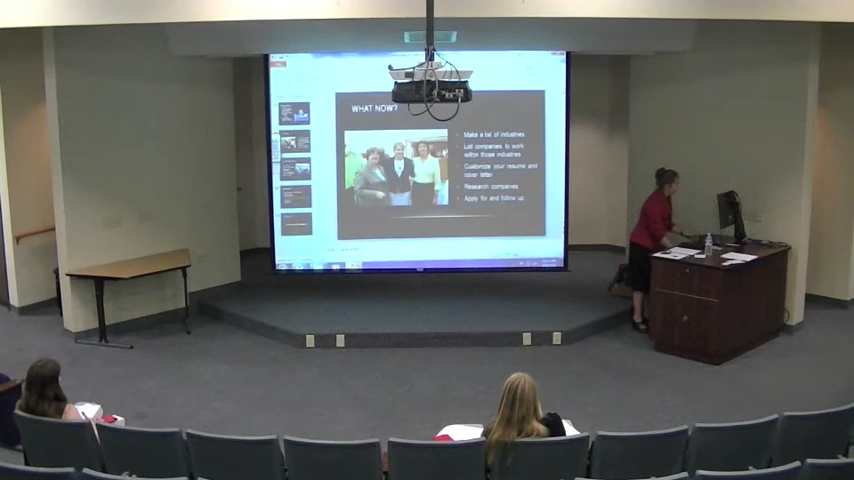 WHAT NOW?
Make a list of industries
List companies to work
within those industries
Customize your resume and
cover letter
Research companies
Apply for and follow up